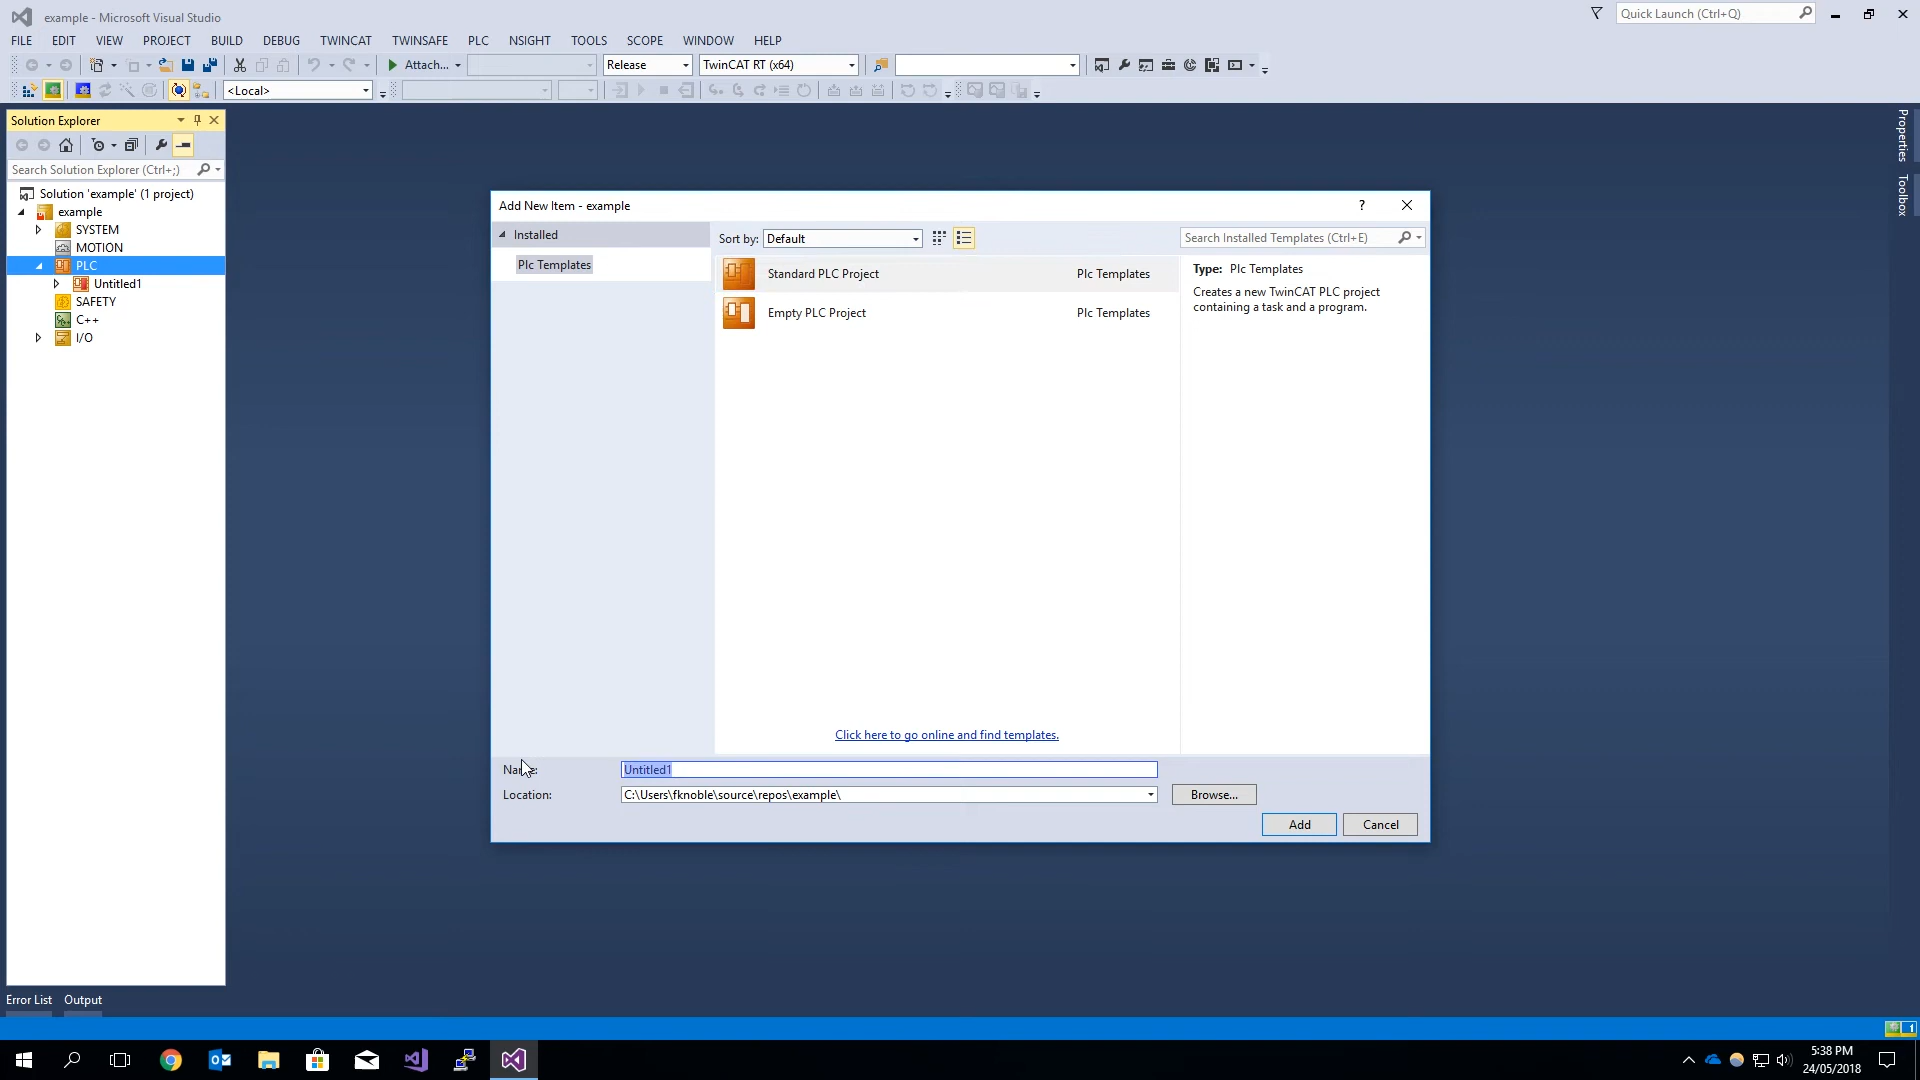 example - Microsoft Visual Studio
Quick Launch (Ctrl+Q)
FILE EDIT VIEW PROJECT BUILD DEBUG TWINCAT TWINSAFE PLC NSIGHT TOOLS SCOPE WINDOW HELP
Attach... Release TwinCAT RT (x64)
<Local>
Solution Explorer
Search Solution Explorer (Ctrl+;)
Solution 'example' (1 project)
example
SYSTEM
MOTION
PLC
Untitled1
SAFETY
C++
I/O
Properties
Toolbox
Add New Item - example
?
Installed
Plc Templates
Sort by: Default
Search Installed Templates (Ctrl+E)
Standard PLC Project Plc Templates
Empty PLC Project Plc Templates
Type: Plc Templates
Creates a new TwinCAT PLC project
containing a task and a program.
Click here to go online and find templates.
Name: Untitled1
Location: C:\Users\fknoble\source\repos\example\
Browse...
Add Cancel
Error List Output
1
5:38 PM
24/05/2018